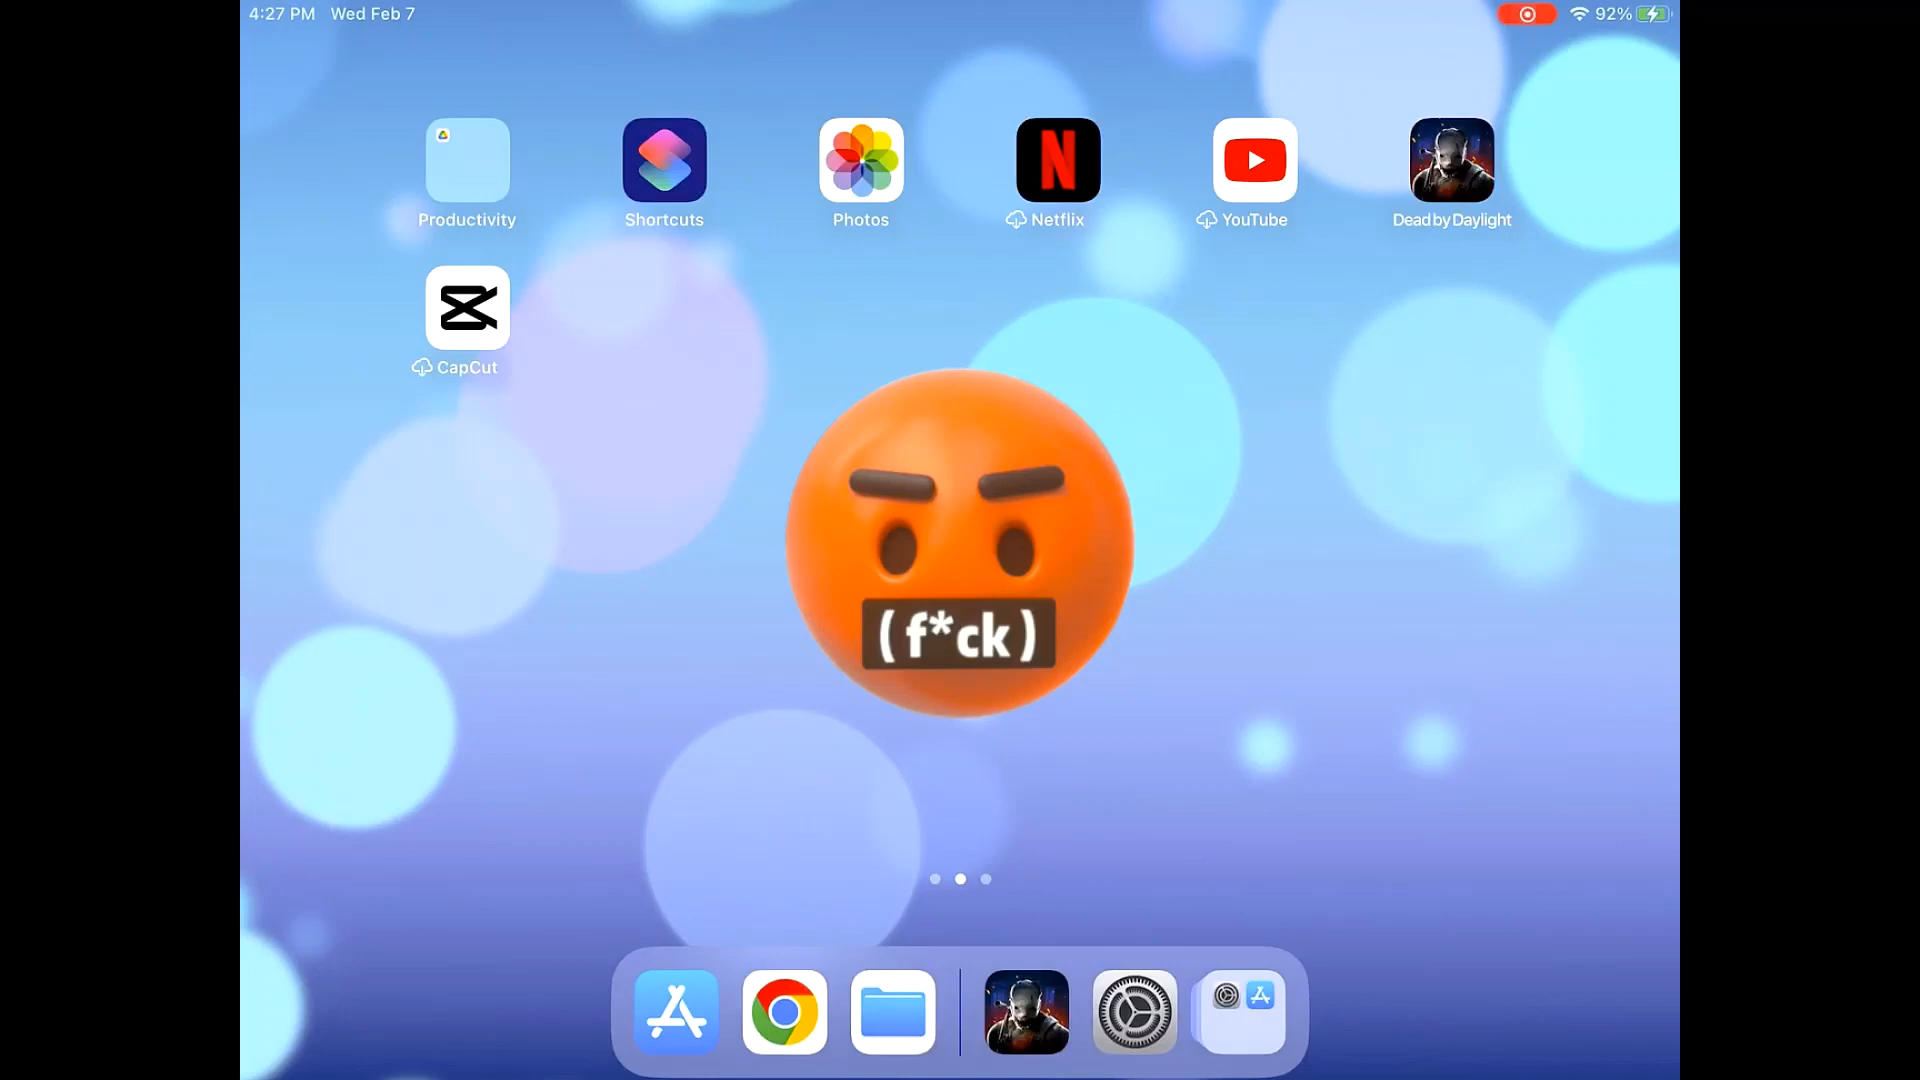 4:27 PM Wed Feb 7
92%
Productivity
Shortcuts
Photos
Netflix
YouTube
Dead by Daylight
CapCut
(f*ck)